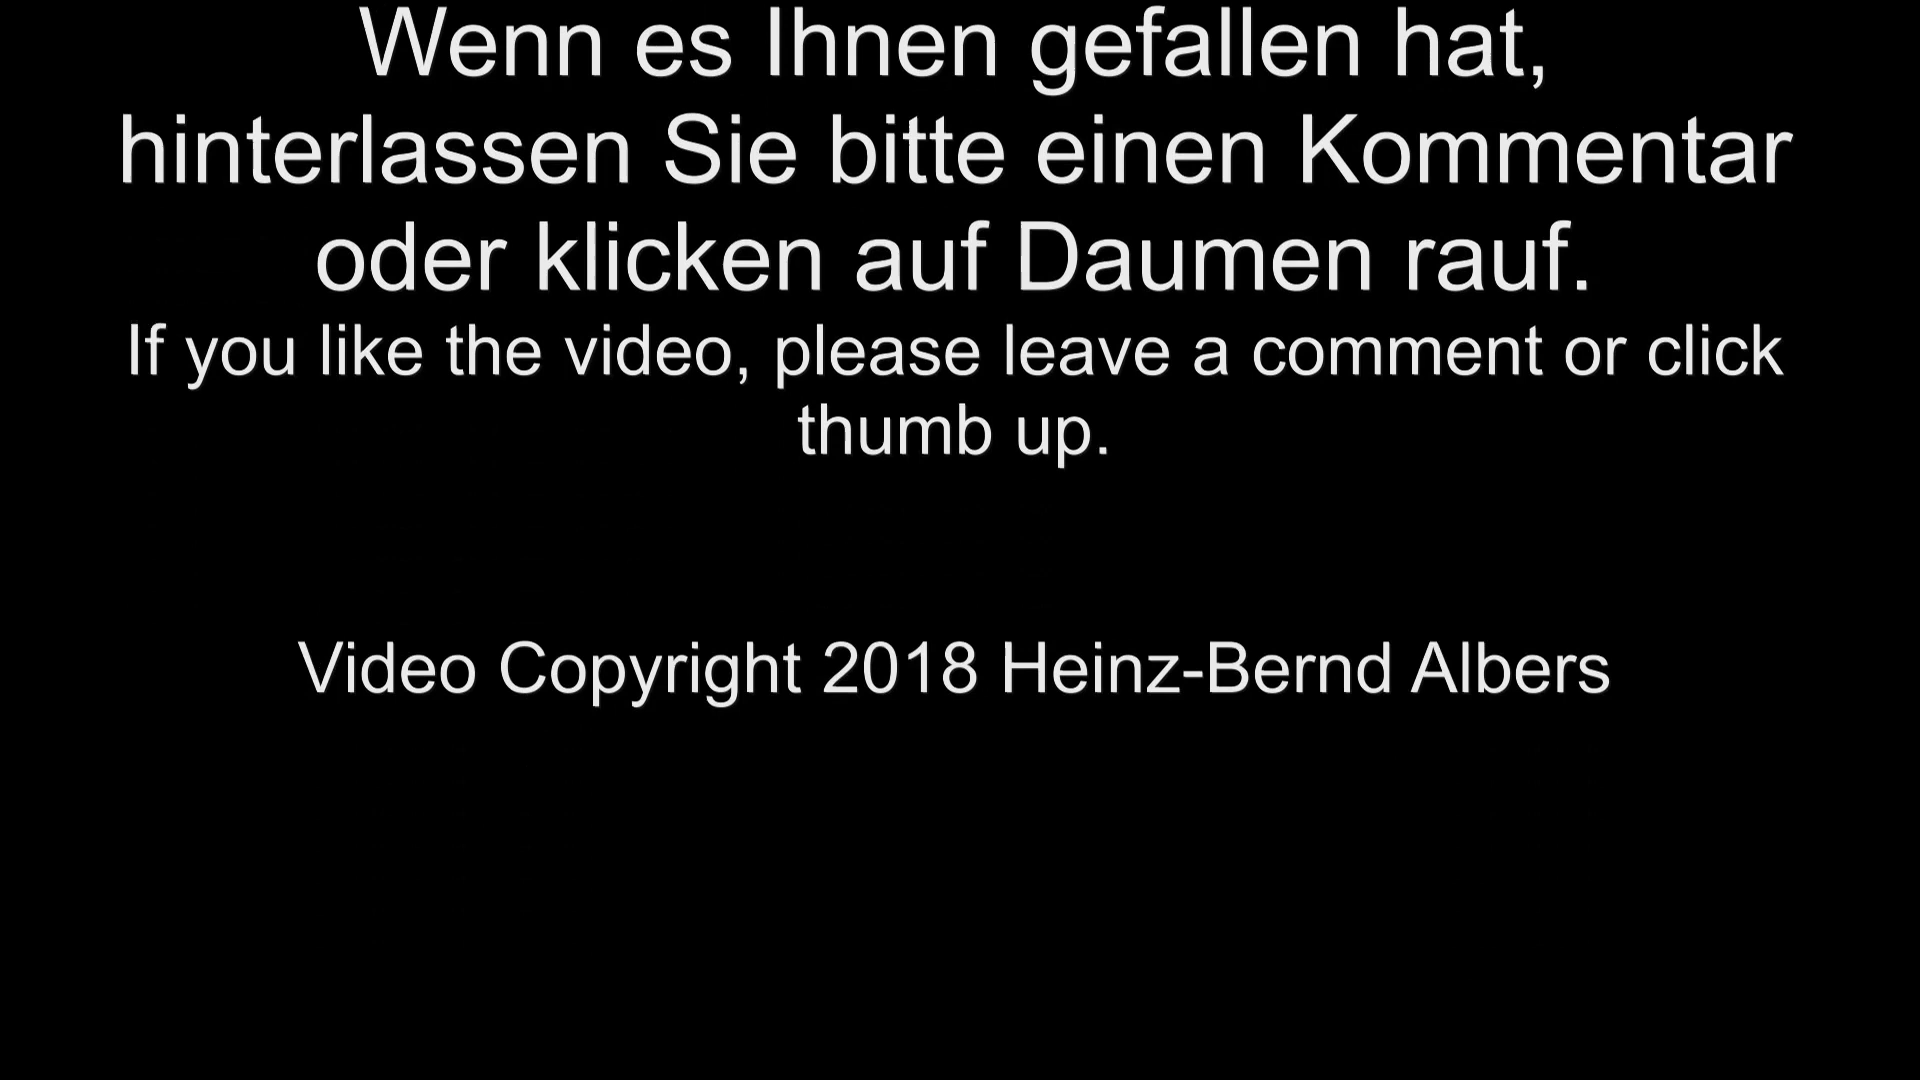 Wenn es Ihnen gefallen hat,
hinterlassen Sie bitte einen Kommentar
oder klicken auf Daumen rauf.
If you like the video, please leave a comment or click
thumb up.
Video Copyright 2018 Heinz-Bernd Albers